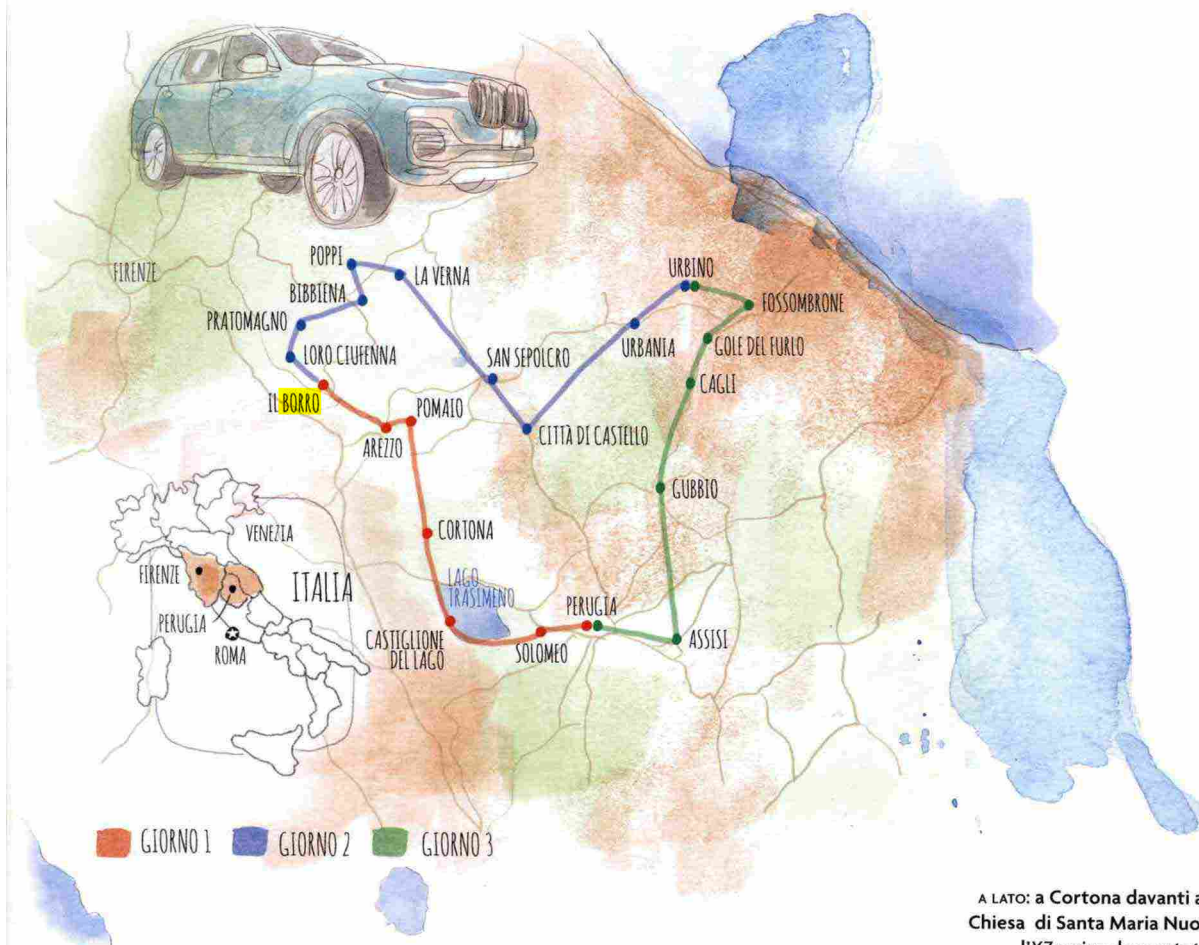 FIRENZE
POPPI
LA VERNA
BIBBIENA
PRATOMAGNO
LORO CIUFENNA
IL BORRO
AREZZO
POMAIO
SAN SEPOLCRO
CITTÀ DI CASTELLO
URBINO
FOSSOMBRONE
URBANIA
GOLE DEL FURLO
CAGLI
GUBBIO
CORTONA
LAGO
TRASIMENO
CASTIGLIONE
DEL LAGO
SOLOMEO
PERUGIA
ASSISI
VENEZIA
FIRENZE
ITALIA
PERUGIA
ROMA
GIORNO 1
GIORNO 2
GIORNO 3
A LATO: a Cortona davanti a
Chiesa di Santa Maria Nuo